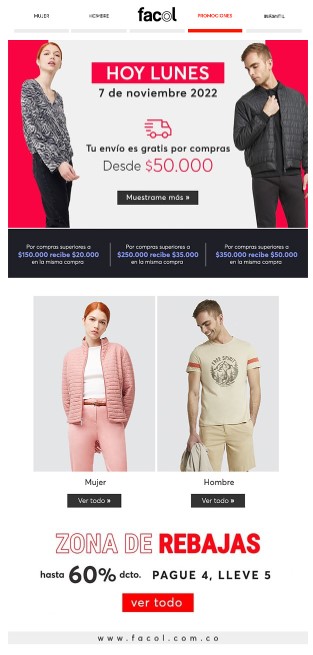 MUJER HOMBRE facol PROMOCIONES INFANTIL
HOY LUNES
7 de noviembre 2022
Tu envío es gratis por compras
Desde $50.000
Muestrame más »
Por compras superiores a
$150.000 recibe $20.000
en la misma compra
Por compras superiores a
$250.000 recibe $35.000
en la misma compra
Por compras superiores a
$350.000 recibe $50.000
en la misma compra
FREE SPIRIT
Mujer
Ver todo »
Hombre
Ver todo »
ZONA DE REBAJAS
hasta 60% dcto. PAGUE 4, LLEVE 5
ver todo
www.facol.com.co